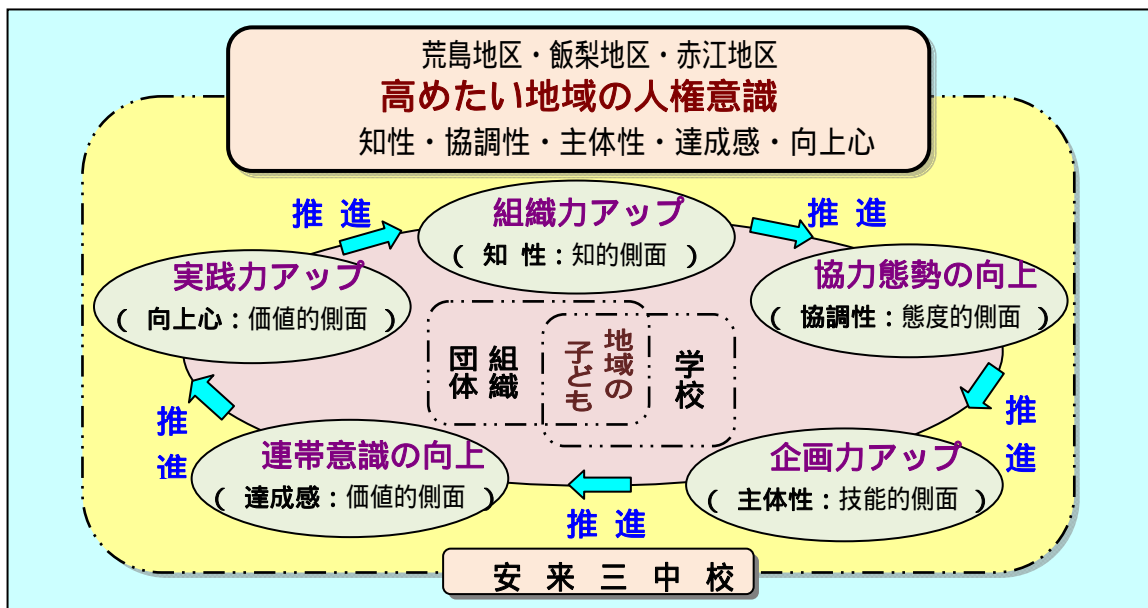 荒島地区・飯梨地区・赤江地区
高めたい地域の人権意識
知性・協調性・主体性・達成感・向上心
推 進
組織力アップ
( 知 性：知的側面 )
推 進
実践力アップ
( 向上心：価値的側面 )
協力態勢の向上
( 協調性：態度的側面 )
組織
団体
地域の
子ども
学校
推進
連帯意識の向上
( 達成感：価値的側面 )
推 進
企画力アップ
( 主体性：技能的側面 )
推進
安 来 三 中 校